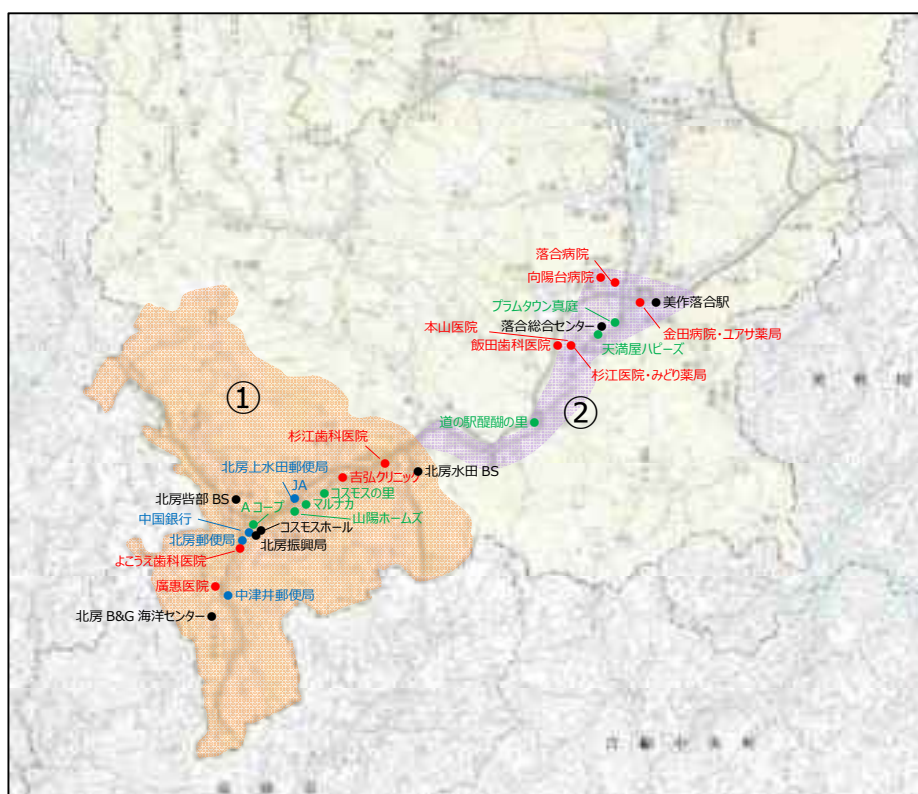 落合病院
向陽台病院
プラムタウン真庭
美作落合駅
落合総合センター
金田病院・ユアサ薬局
本山医院
天満屋ハピーズ
飯田歯科医院
杉江医院・みどり薬局
①
②
道の駅醍醐の里
杉江歯科医院
北房上水田郵便局
吉弘クリニック
北房水田 BS
JA
コスモスの里
北房呰部 BS
Aコープ
マルナカ
山陽ホームズ
中国銀行
コスモスホール
北房郵便局
北房振興局
よこうえ歯科医院
廣恵医院
中津井郵便局
北房 B&G 海洋センター